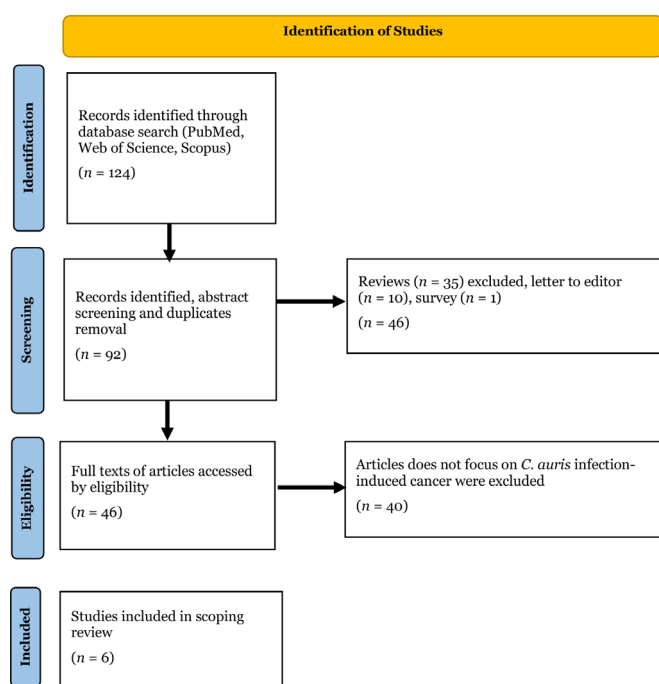 Identification of Studies
Identification
Records identified through
database search (PubMed,
Web of Science, Scopus)
(n = 124)
Screening
Records identified, abstract
screening and duplicates
removal
(n = 92)
Reviews (n = 35) excluded, letter to editor
(n = 10), survey (n = 1)
(n = 46)
Eligibility
Full texts of articles accessed
by eligibility
(n = 46)
Articles does not focus on C. auris infection-
induced cancer were excluded
(n = 40)
Included
Studies included in scoping
review
(n = 6)